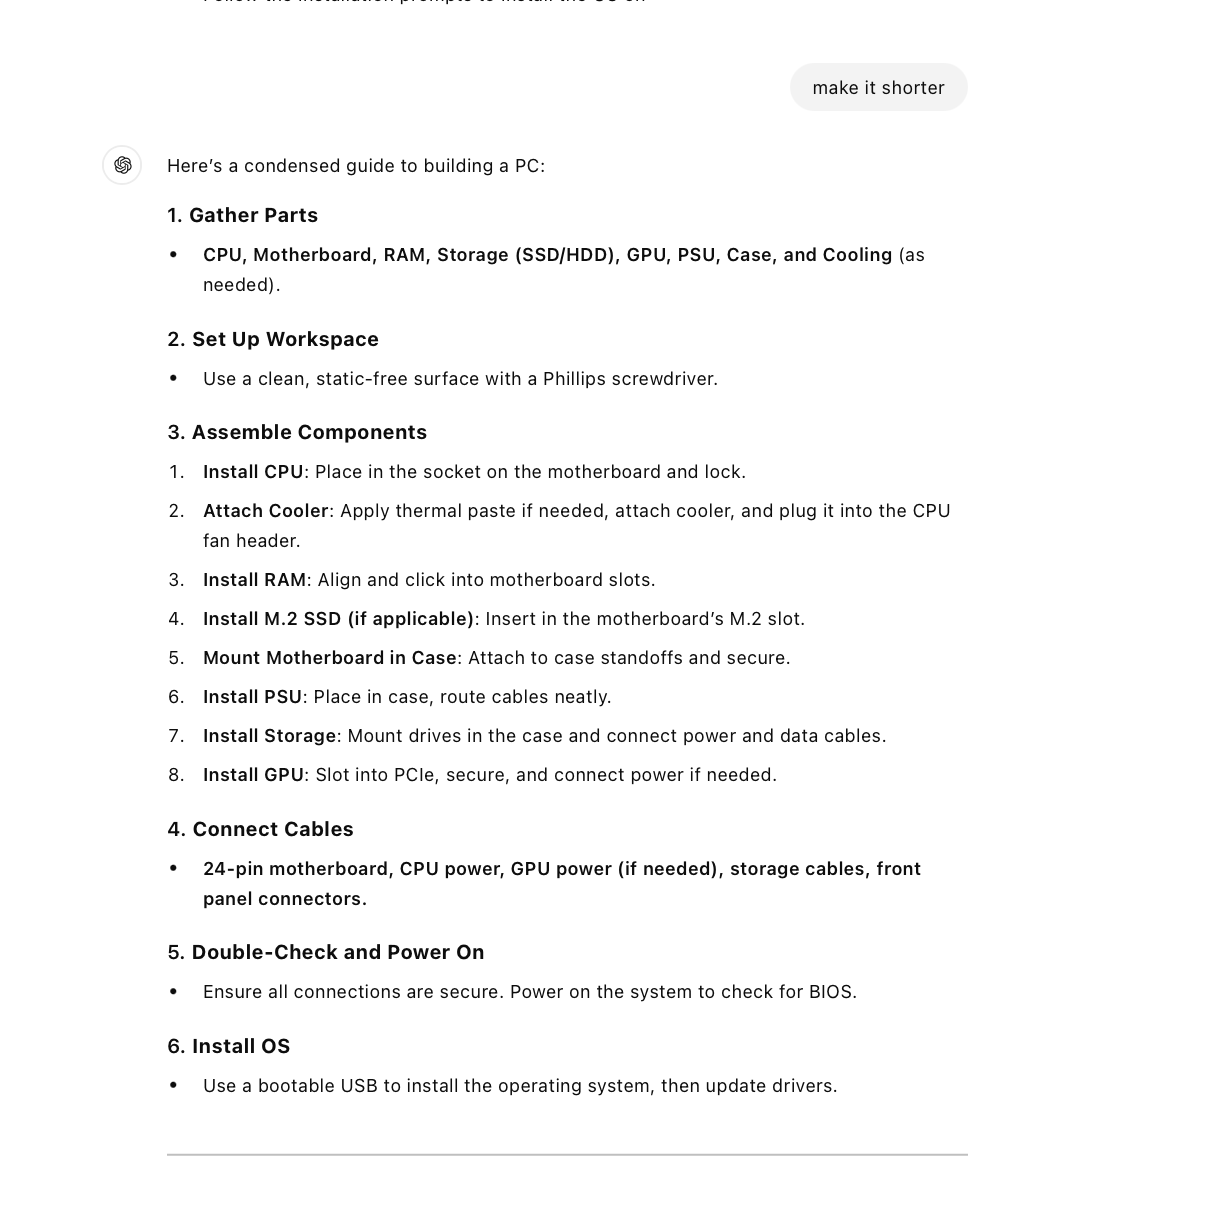 make it shorter
Here’s a condensed guide to building a PC:
1. Gather Parts
• CPU, Motherboard, RAM, Storage (SSD/HDD), GPU, PSU, Case, and Cooling (as
needed).
2. Set Up Workspace
• Use a clean, static-free surface with a Phillips screwdriver.
3. Assemble Components
1. Install CPU: Place in the socket on the motherboard and lock.
2. Attach Cooler: Apply thermal paste if needed, attach cooler, and plug it into the CPU
fan header.
3. Install RAM: Align and click into motherboard slots.
4. Install M.2 SSD (if applicable): Insert in the motherboard’s M.2 slot.
5. Mount Motherboard in Case: Attach to case standoffs and secure.
6. Install PSU: Place in case, route cables neatly.
7. Install Storage: Mount drives in the case and connect power and data cables.
8. Install GPU: Slot into PCIe, secure, and connect power if needed.
4. Connect Cables
• 24-pin motherboard, CPU power, GPU power (if needed), storage cables, front
panel connectors.
5. Double-Check and Power On
• Ensure all connections are secure. Power on the system to check for BIOS.
6. Install OS
• Use a bootable USB to install the operating system, then update drivers.